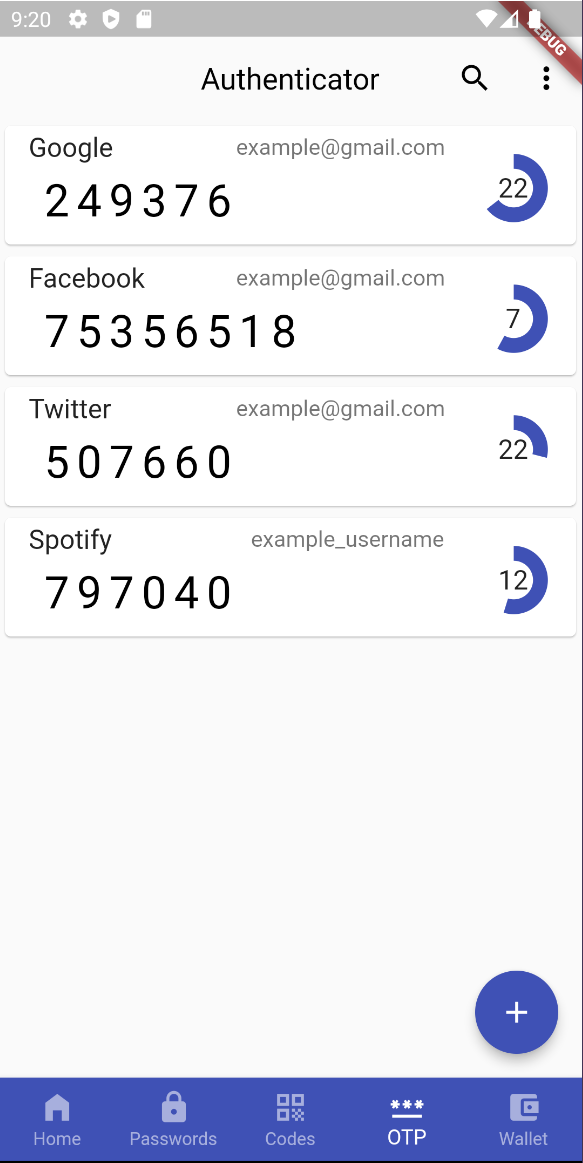 9:20
DEBUG
Authenticator
Google example@gmail.com
249376 22
Facebook example@gmail.com
75356518 7
Twitter example@gmail.com
507660 22
Spotify example_username
797040 12
+
Home Passwords Codes OTP Wallet